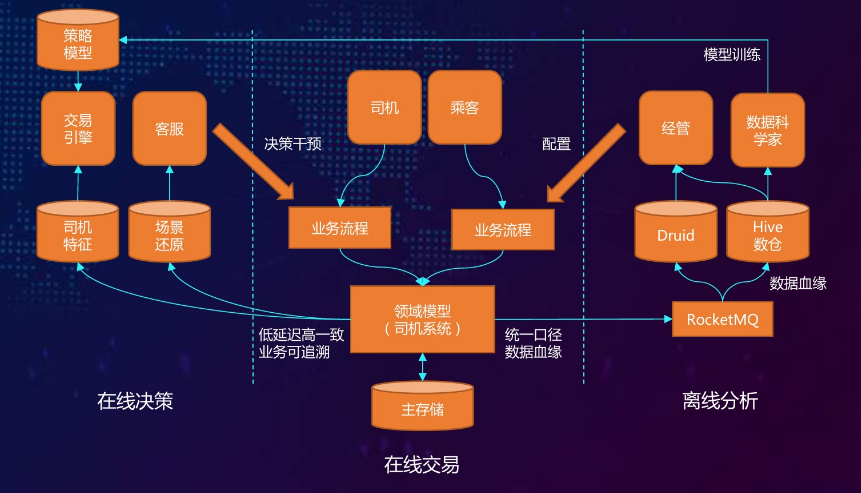 策略
模型
模型训练
交易
引擎
客服
决策干预
司机
乘客
配置
经管
数据科
学家
司机
特征
场景
还原
业务流程
业务流程
Druid
Hive
数仓
数据血缘
领域模型
（司机系统）
低延迟高一致
业务可追溯
统一口径
数据血缘
RocketMQ
主存储
在线决策
在线交易
离线分析